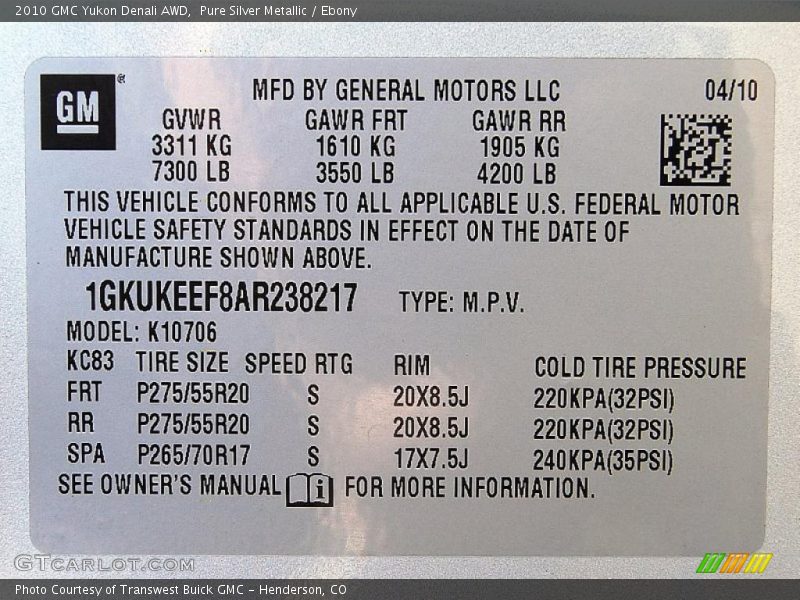 2010 GMC Yukon Denali AWD,  Pure Silver Metallic / Ebony
GM®
MFD BY GENERAL MOTORS LLC 04/10
GVWR GAWR FRT GAWR RR
3311 KG 1610 KG 1905 KG
7300 LB 3550 LB 4200 LB
THIS VEHICLE CONFORMS TO ALL APPLICABLE U.S. FEDERAL MOTOR
VEHICLE SAFETY STANDARDS IN EFFECT ON THE DATE OF
MANUFACTURE SHOWN ABOVE.
1GKUKEEF8AR238217 TYPE: M.P.V.
MODEL: K10706
KC83 TIRE SIZE SPEED RTG RIM COLD TIRE PRESSURE
FRT P275/55R20 S 20X8.5J 220KPA(32PSI)
RR P275/55R20 S 20X8.5J 220KPA(32PSI)
SPA P265/70R17 S 17X7.5J 240KPA(35PSI)
SEE OWNER'S MANUAL i FOR MORE INFORMATION.
GTCARLOT.COM
Photo Courtesy of Transwest Buick GMC - Henderson, CO